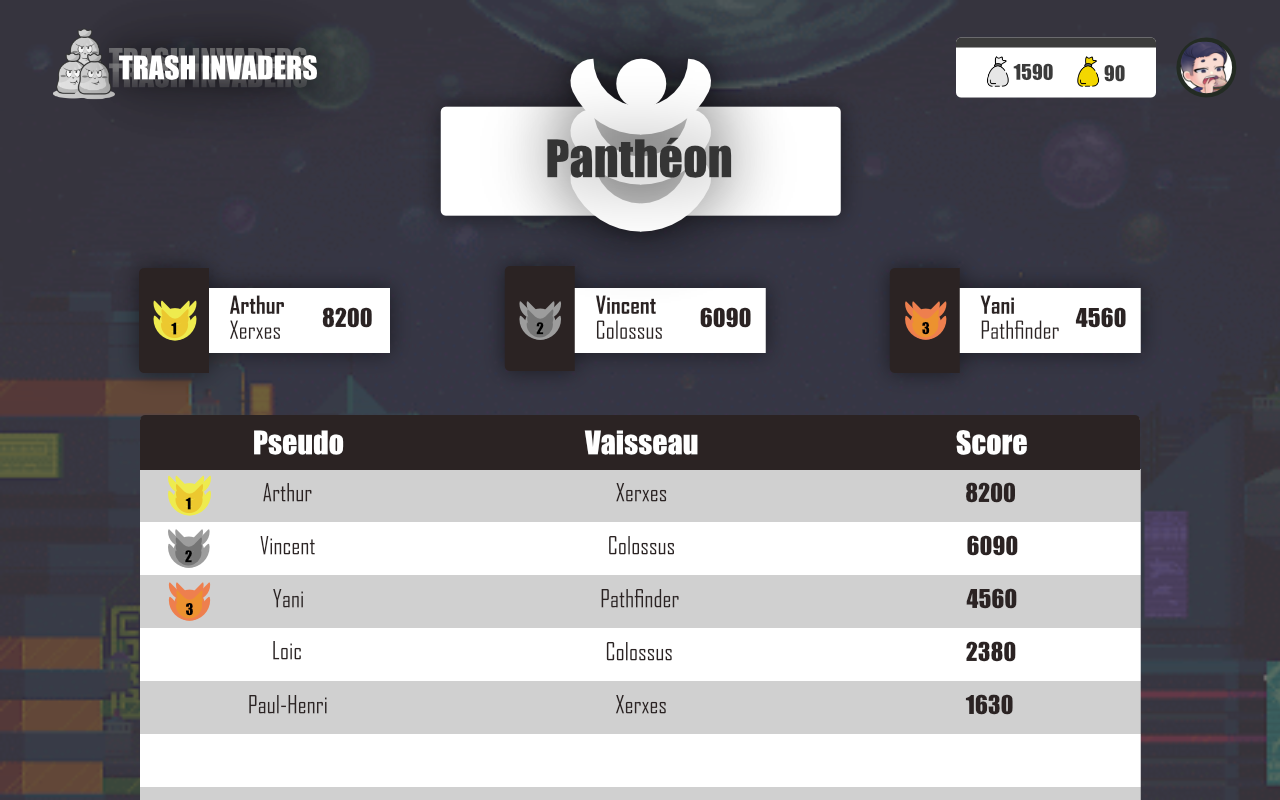 TRASH INVADERS
1590 90
Panthéon
1 Arthur Xerxes 8200
2 Vincent Colossus 6090
3 Yani Pathfinder 4560
Pseudo Vaisseau Score
1 Arthur Xerxes 8200
2 Vincent Colossus 6090
3 Yani Pathfinder 4560
Loic Colossus 2380
Paul-Henri Xerxes 1630